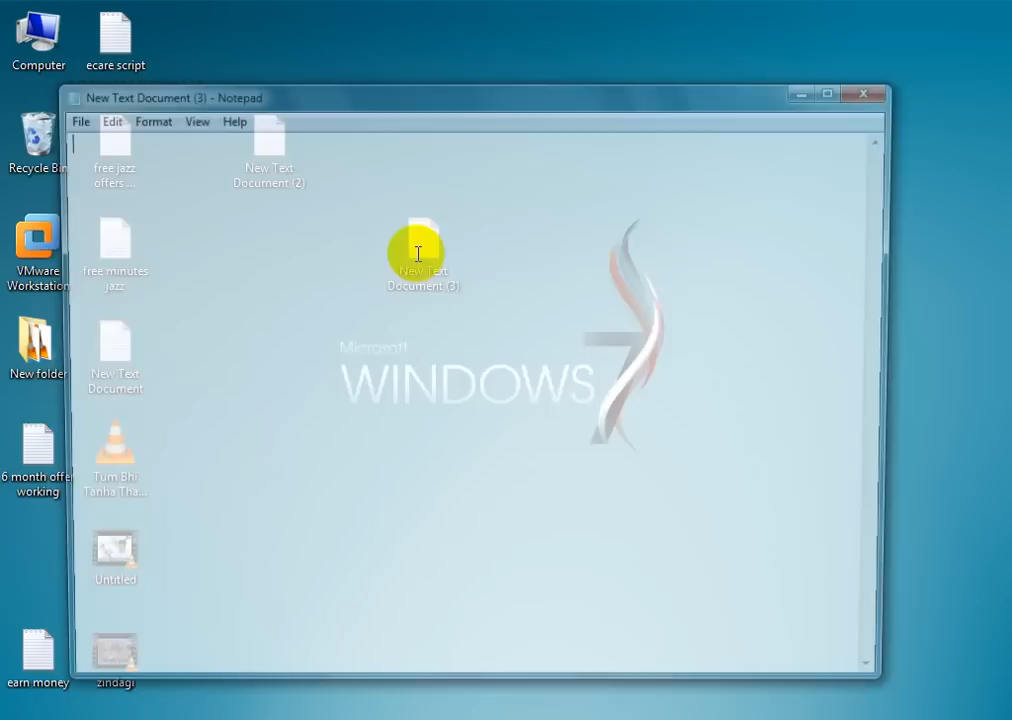 Computer
ecare script
New Text Document (3) - Notepad
File Edit Format View Help
Recycle Bin
free jazz
offers ...
New Text
Document (2)
VMware
Workstation
free minutes
jazz
New Text
Document (3)
Microsoft
WINDOWS 7
New folder
New Text
Document
6 month offe
working
Tum Bhi
Tanha Tha...
Untitled
earn money
zindagi